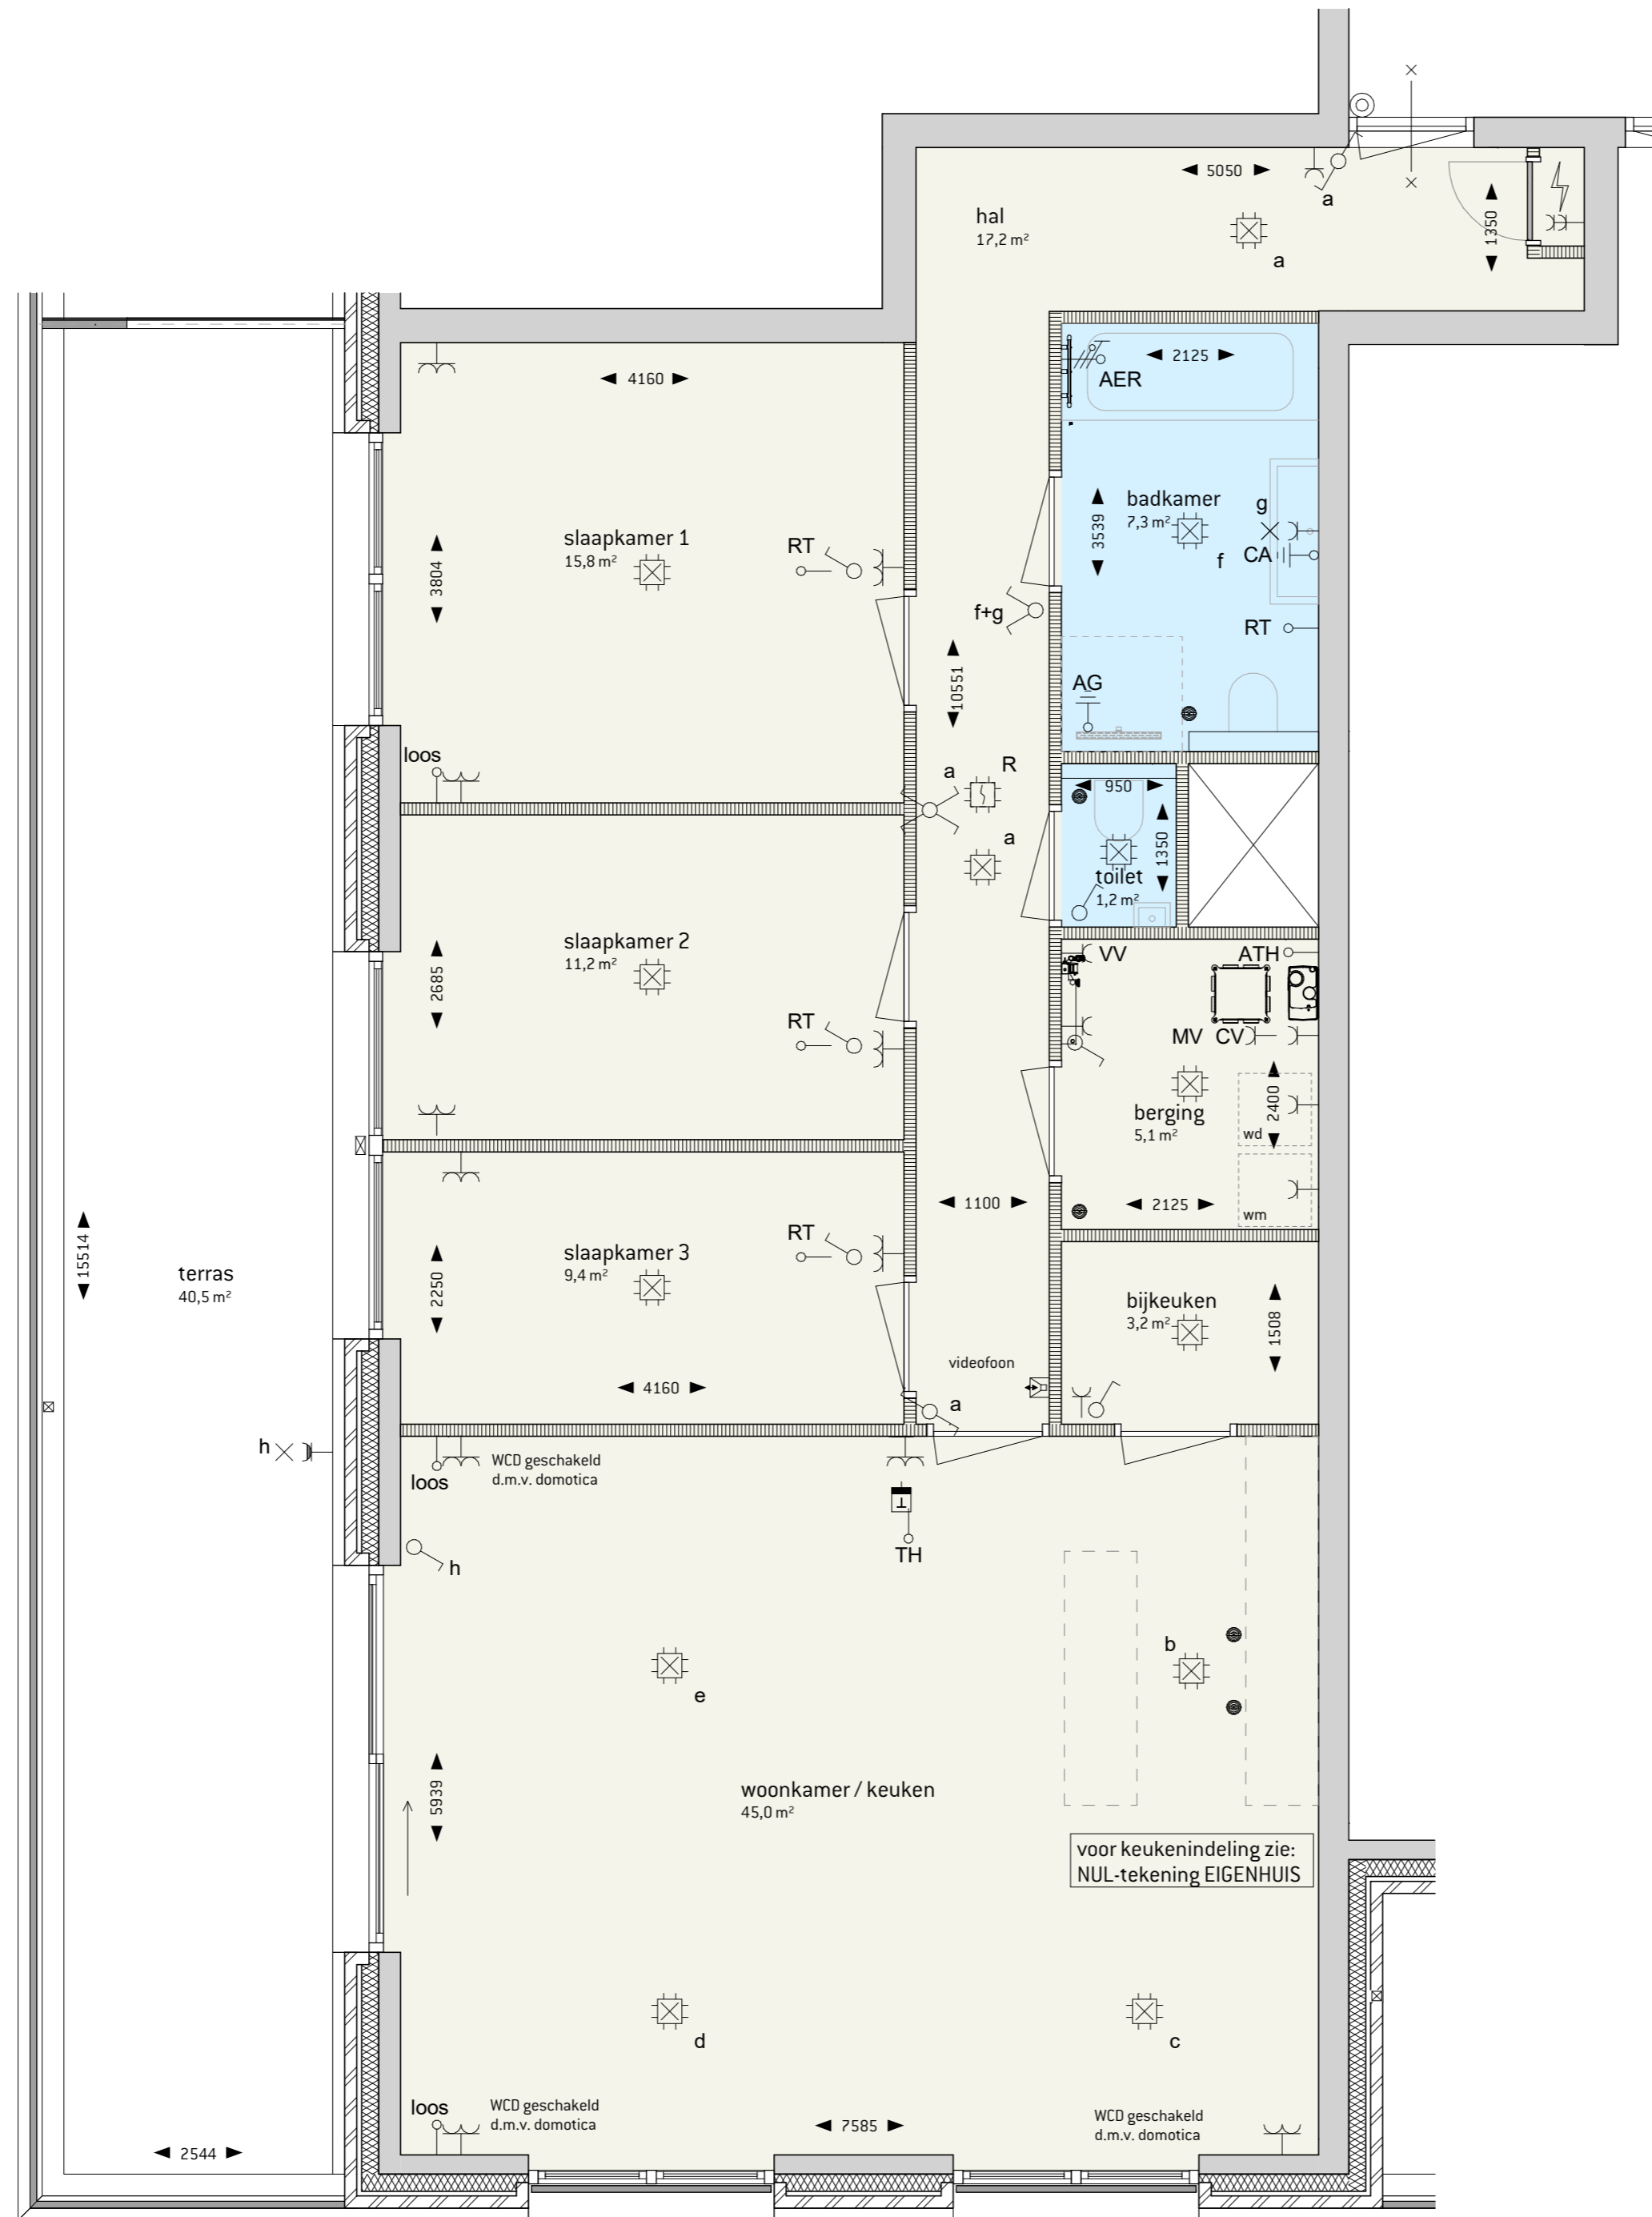 5050
a
hal
17,2 m²
a
1350
4160
2125
AER
slaapkamer 1
15,8 m²
RT
3804
badkamer
7,3 m²
3539
g
f
CA
f+g
RT
10551
AG
loos
a
R
a
950
1350
toilet
1,2 m²
slaapkamer 2
11,2 m²
2685
RT
VV
ATH
MV
CV
berging
5,1 m²
2400
wd
2125
wm
1100
slaapkamer 3
9,4 m²
RT
2250
15514
terras
40,5 m²
bijkeuken
3,2 m²
1508
videofoon
4160
a
h
loos
WCD geschakeld
d.m.v. domotica
TH
h
b
e
5939
woonkamer / keuken
45,0 m²
voor keukenindeling zie:
NUL-tekening EIGENHUIS
d
c
loos
WCD geschakeld
d.m.v. domotica
7585
WCD geschakeld
d.m.v. domotica
2544